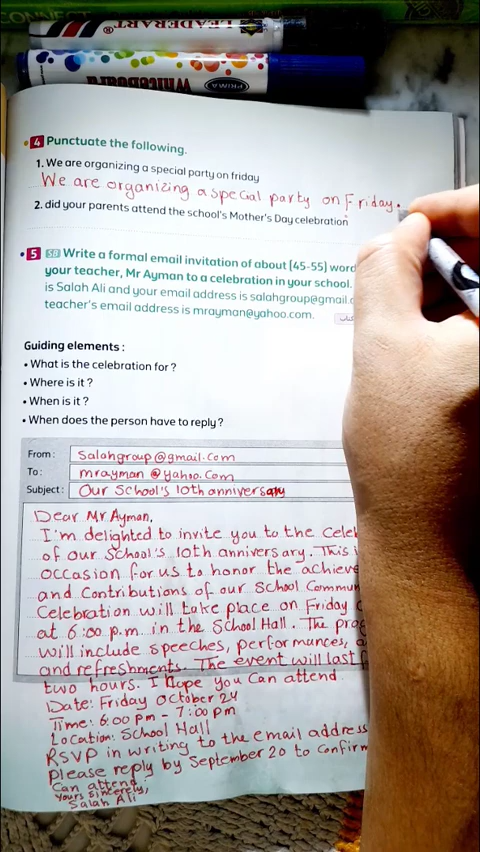 CONNECT
LEADERART
Whiteboard PRIMA
4 Punctuate the following.
1. We are organizing a special party on friday
We are organizing a special party on Friday.
2. did your parents attend the school's Mother's Day celebration
5 SB Write a formal email invitation of about (45-55) word
your teacher, Mr Ayman to a celebration in your school.
is Salah Ali and your email address is salahgroup@gmail.c
teacher's email address is mrayman@yahoo.com.
Guiding elements :
• What is the celebration for ?
• Where is it ?
• When is it ?
• When does the person have to reply ?
From : Salahgroup@gmail.com
To : mrayman @ yahoo.Com
Subject : Our School's 10th anniversary
Dear Mr Ayman,
I'm delighted to invite you to the Cele
of our School's 10th anniversary. This i
occasion for us to honor the achieve
and Contributions of our School Commun
Celebration will take place on Friday
at 6:00 p.m. in the School Hall. The pro
will include speeches, performances, a
and refreshments. The event will last
two hours. I hope you Can attend
Date: Friday October 24
Time: 6:00 pm - 7:00 pm
Location: School Hall
RSVP in writing to the email address
Please reply by September 20 to Confirm
Can attend.
Yours Sincerely,
Salah Ali